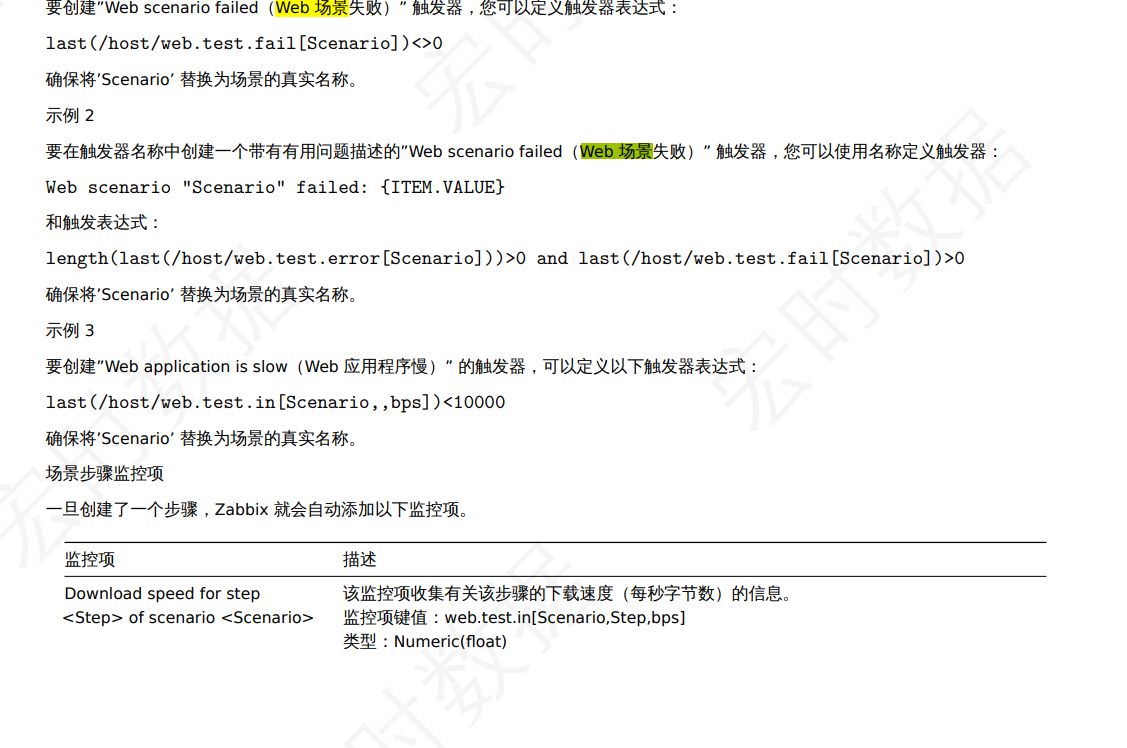 要创建”Web scenario failed（Web 场景失败）” 触发器，您可以定义触发器表达式：
last(/host/web.test.fail[Scenario])<>0
确保将’Scenario’ 替换为场景的真实名称。
示例 2
要在触发器名称中创建一个带有有用问题描述的”Web scenario failed（Web 场景失败）” 触发器，您可以使用名称定义触发器：
Web scenario "Scenario" failed: {ITEM.VALUE}
和触发表达式：
length(last(/host/web.test.error[Scenario]))>0 and last(/host/web.test.fail[Scenario])>0
确保将’Scenario’ 替换为场景的真实名称。
示例 3
要创建”Web application is slow（Web 应用程序慢）” 的触发器，可以定义以下触发器表达式：
last(/host/web.test.in[Scenario,,bps])<10000
确保将’Scenario’ 替换为场景的真实名称。
场景步骤监控项
一旦创建了一个步骤，Zabbix 就会自动添加以下监控项。
监控项 描述
Download speed for step 该监控项收集有关该步骤的下载速度（每秒字节数）的信息。
<Step> of scenario <Scenario> 监控项键值：web.test.in[Scenario,Step,bps]
类型：Numeric(float)
宏时
宏时数据
宏时数据
宏时数据